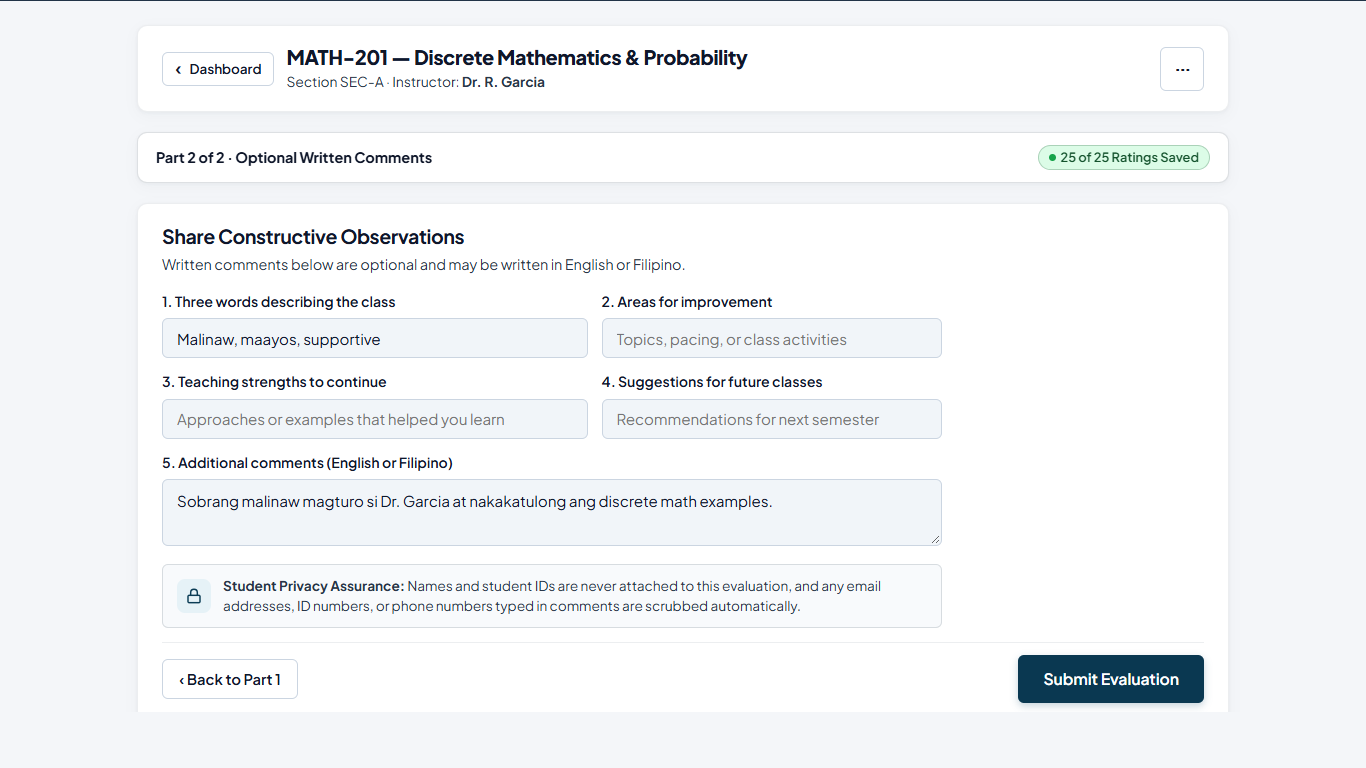 ‹ Dashboard
MATH-201 — Discrete Mathematics & Probability
Section SEC-A · Instructor: Dr. R. Garcia
...
Part 2 of 2 · Optional Written Comments
25 of 25 Ratings Saved
Share Constructive Observations
Written comments below are optional and may be written in English or Filipino.
1. Three words describing the class
Malinaw, maayos, supportive
2. Areas for improvement
Topics, pacing, or class activities
3. Teaching strengths to continue
Approaches or examples that helped you learn
4. Suggestions for future classes
Recommendations for next semester
5. Additional comments (English or Filipino)
Sobrang malinaw magturo si Dr. Garcia at nakakatulong ang discrete math examples.
Student Privacy Assurance: Names and student IDs are never attached to this evaluation, and any email
addresses, ID numbers, or phone numbers typed in comments are scrubbed automatically.
‹ Back to Part 1
Submit Evaluation